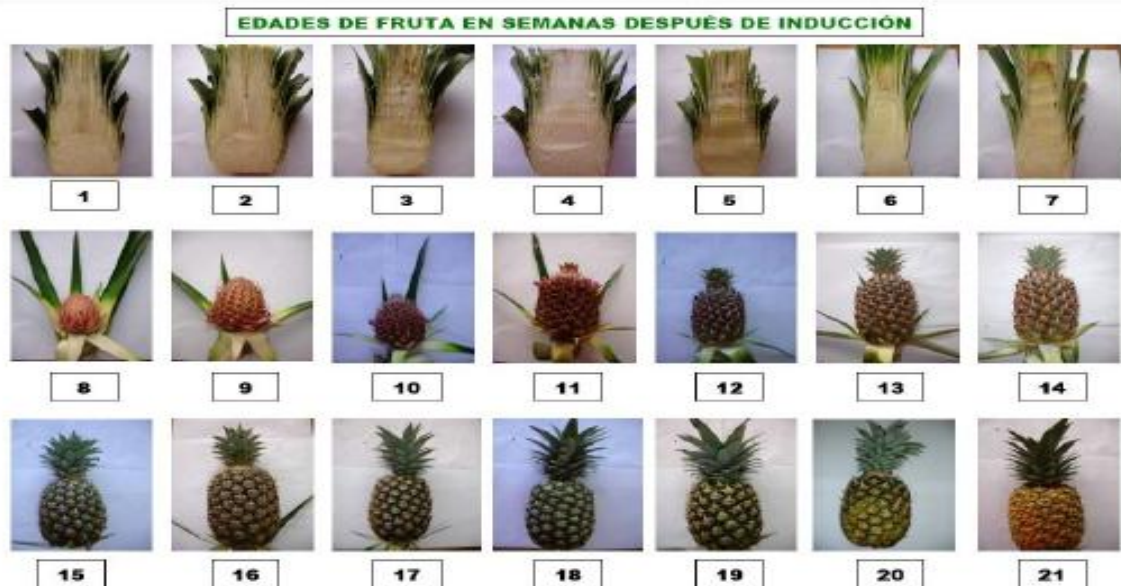 EDADES DE FRUTA EN SEMANAS DESPUÉS DE INDUCCIÓN
1 2 3 4 5 6 7
8 9 10 11 12 13 14
15 16 17 18 19 20 21